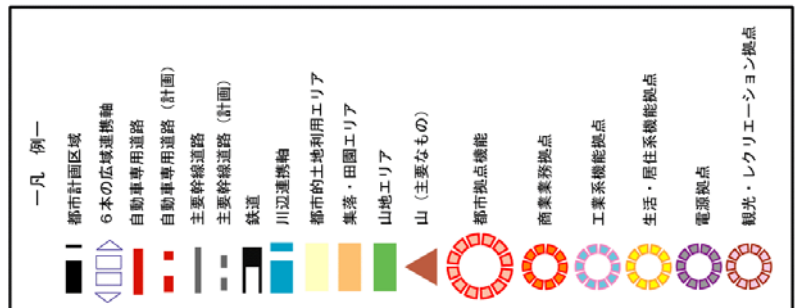 ー凡　例ー
都市計画区域
６本の広域連携軸
自動車専用道路
自動車専用道路（計画）
主要幹線道路
主要幹線道路（計画）
鉄道
川辺連携軸
都市的土地利用エリア
集落・田園エリア
山地エリア
山（主要なもの）
都市拠点機能
商業業務拠点
工業系機能拠点
生活・居住系機能拠点
電源拠点
観光・レクリエーション拠点